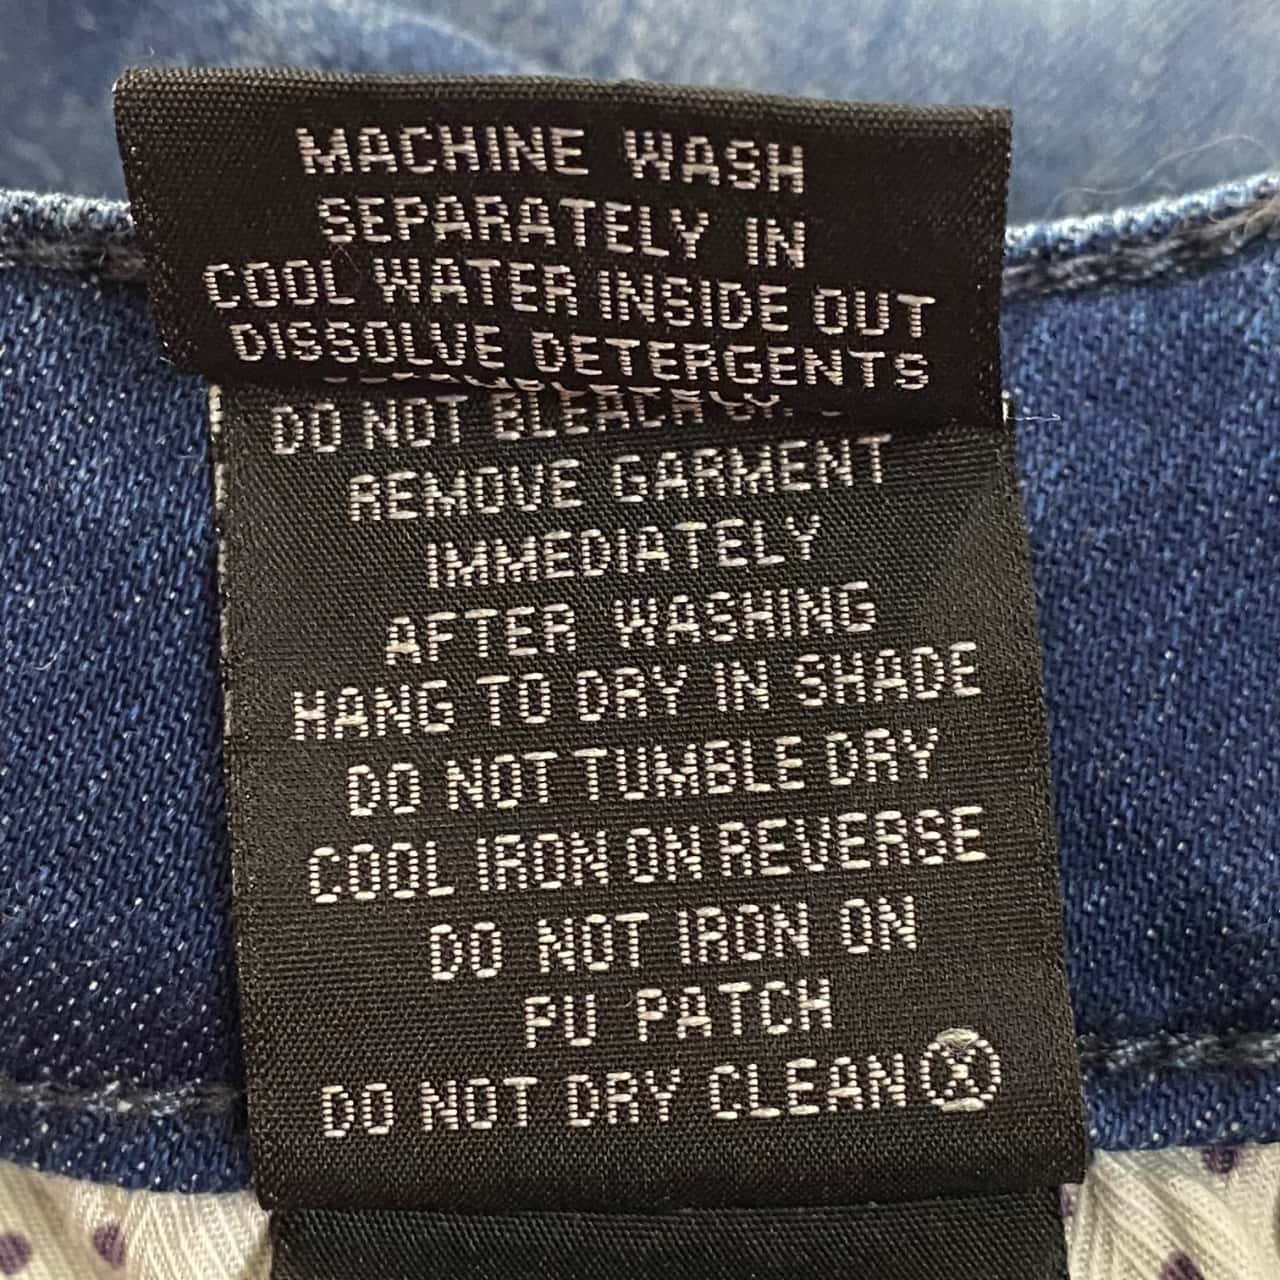 MACHINE WASH
SEPARATELY IN
COOL WATER INSIDE OUT
DISSOLVE DETERGENTS
DO NOT BLEACH
REMOVE GARMENT
IMMEDIATELY
AFTER WASHING
HANG TO DRY IN SHADE
DO NOT TUMBLE DRY
COOL IRON ON REVERSE
DO NOT IRON ON
PU PATCH
DO NOT DRY CLEAN